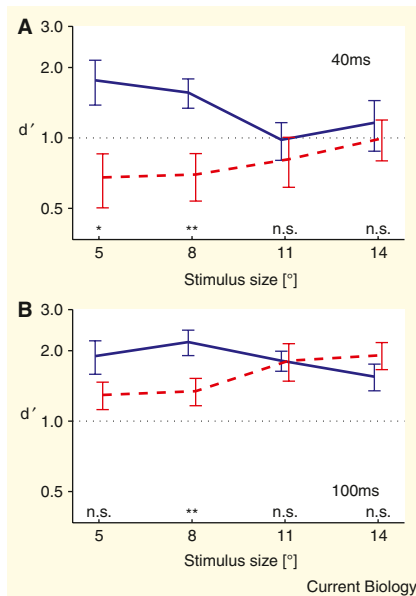 A
3.0
40ms
2.0
d′
1.0
0.5
* ** n.s. n.s.
5 8 11 14
Stimulus size [°]
B
3.0
2.0
d′
1.0
0.5
100ms
n.s. ** n.s. n.s.
5 8 11 14
Stimulus size [°]
Current Biology